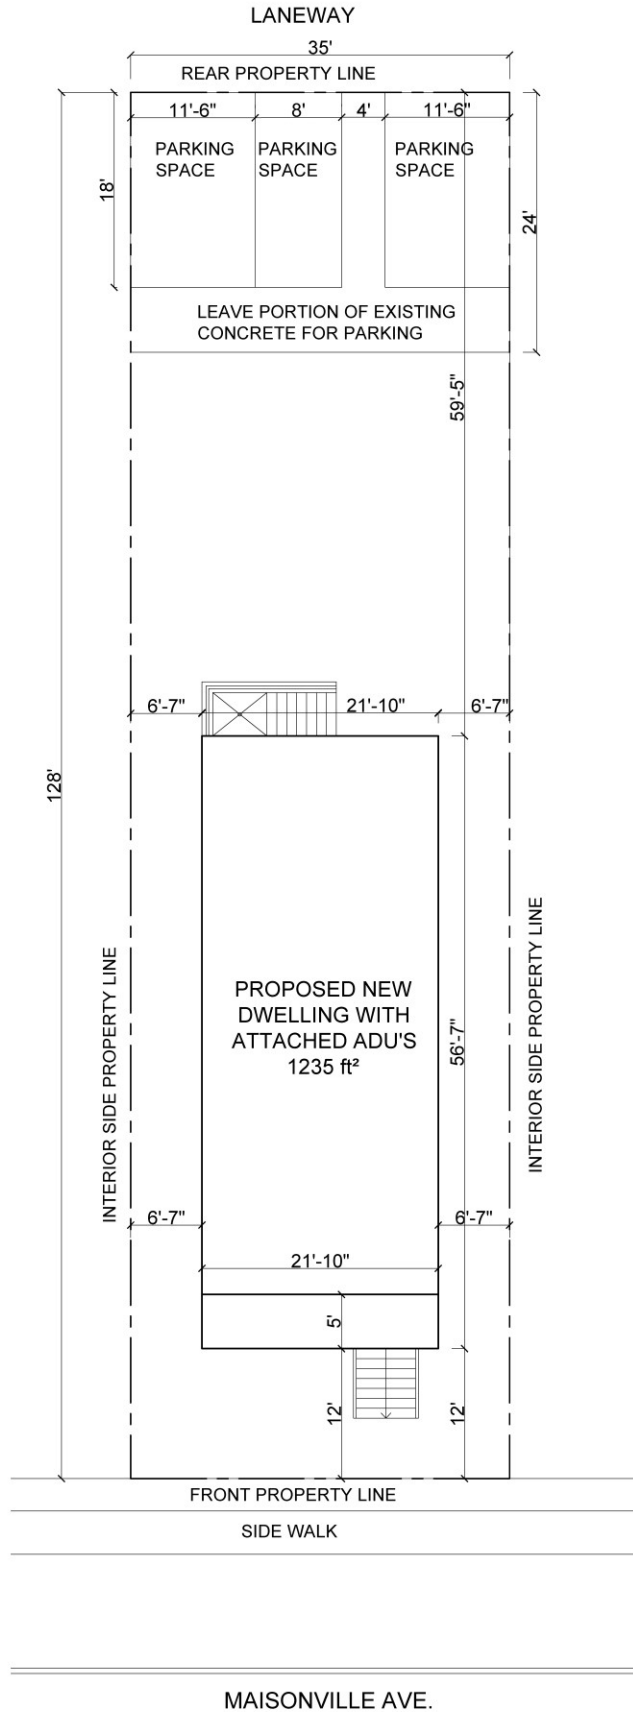 LANEWAY
35'
REAR PROPERTY LINE
11'-6"
8'
4'
11'-6"
PARKING
SPACE
PARKING
SPACE
PARKING
SPACE
18'
24'
LEAVE PORTION OF EXISTING
CONCRETE FOR PARKING
59'-5"
6'-7"
21'-10"
6'-7"
128'
PROPOSED NEW
DWELLING WITH
ATTACHED ADU'S
1235 ft²
56'-7"
INTERIOR SIDE PROPERTY LINE
INTERIOR SIDE PROPERTY LINE
6'-7"
6'-7"
21'-10"
5'
12'
12'
FRONT PROPERTY LINE
SIDE WALK
MAISONVILLE AVE.